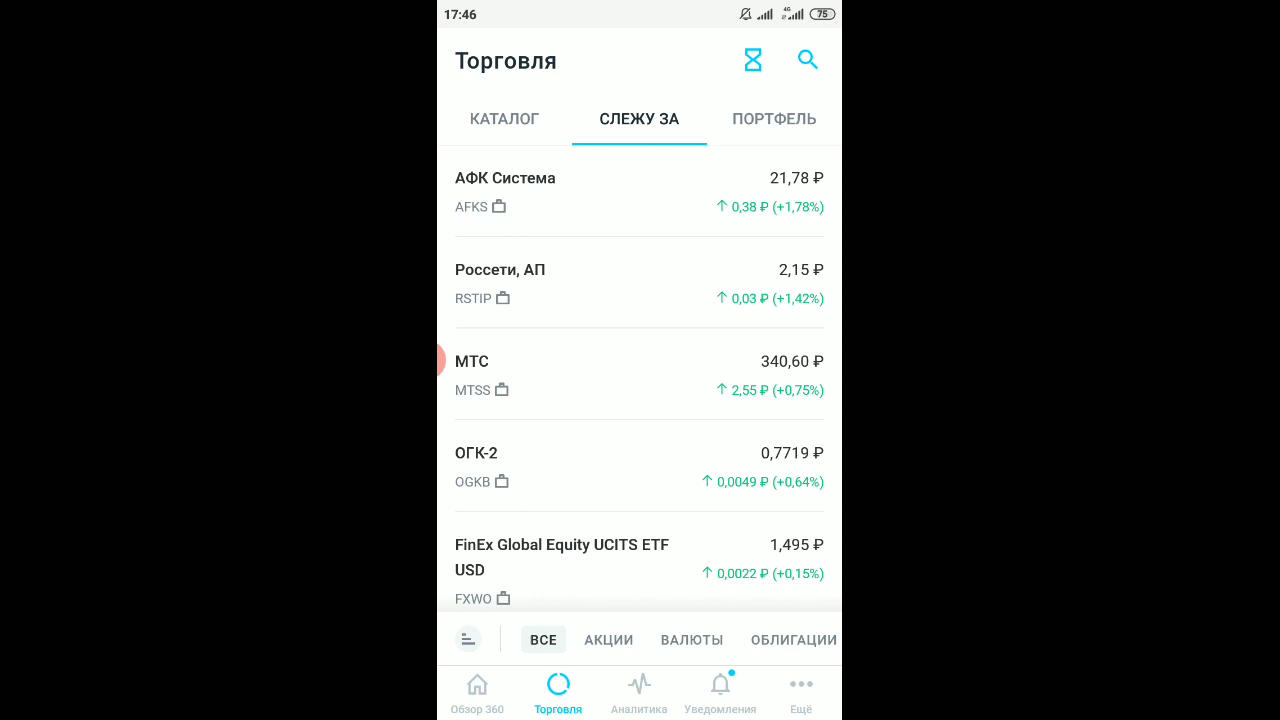 17:46
4G
75
Торговля
КАТАЛОГ СЛЕЖУ ЗА ПОРТФЕЛЬ
АФК Система 21,78 ₽
AFKS 0,38 ₽ (+1,78%)
Россети, АП 2,15 ₽
RSTIP 0,03 ₽ (+1,42%)
МТС 340,60 ₽
MTSS 2,55 ₽ (+0,75%)
ОГК-2 0,7719 ₽
OGKB 0,0049 ₽ (+0,64%)
FinEx Global Equity UCITS ETF 1,495 ₽
USD 0,0022 ₽ (+0,15%)
FXWO
ВСЕ АКЦИИ ВАЛЮТЫ ОБЛИГАЦИИ
Обзор 360 Торговля Аналитика Уведомления Ещё